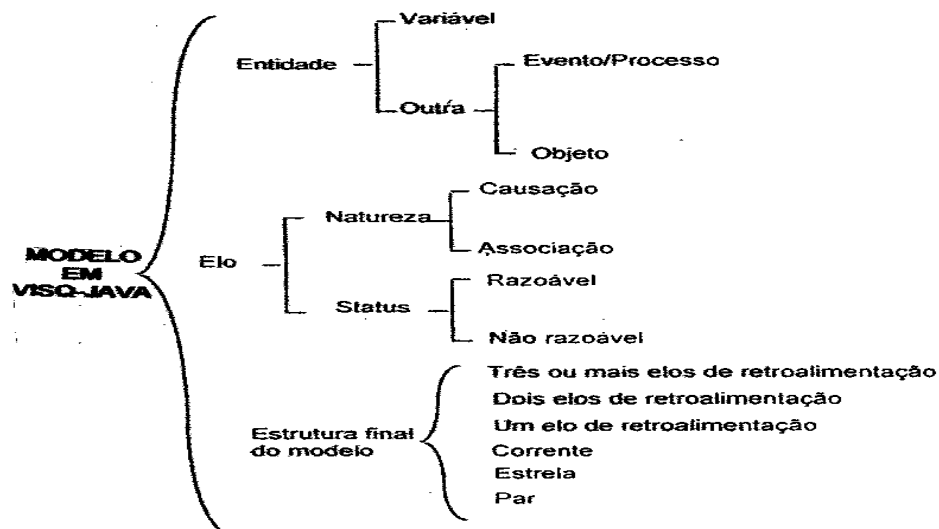 Variável
Entidade
Evento/Processo
Outra
Objeto
Causação
Natureza
Associação
Elo
Razoável
Status
Não razoável
MODELO
EM
VISQ-JAVA
Três ou mais elos de retroalimentação
Dois elos de retroalimentação
Um elo de retroalimentação
Estrutura final
do modelo
Corrente
Estrela
Par